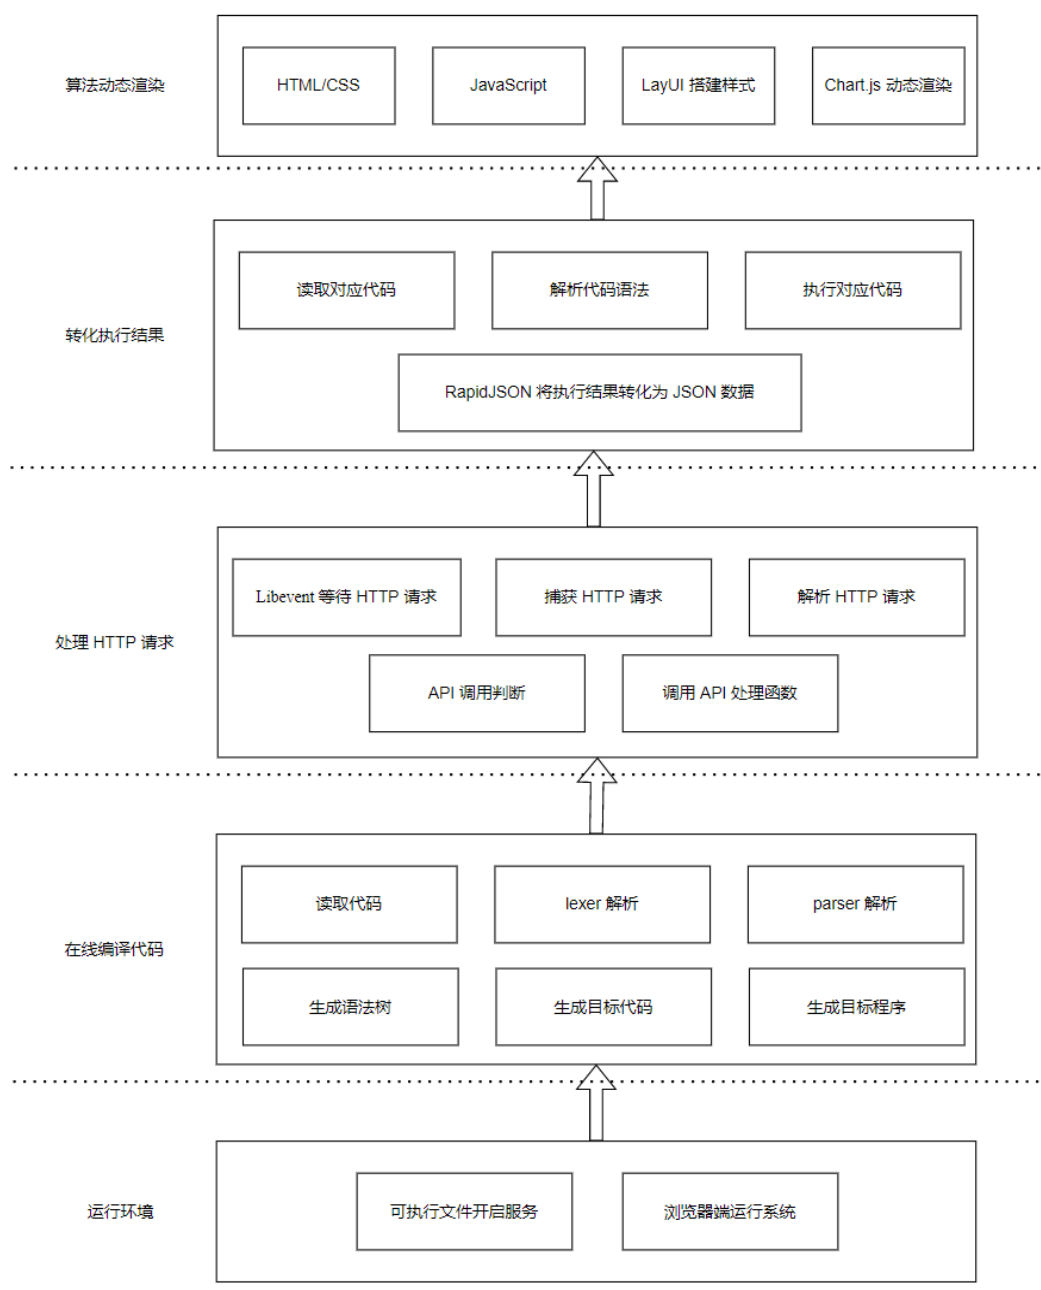 算法动态渲染
HTML/CSS
JavaScript
LayUI 搭建样式
Chart.js 动态渲染
转化执行结果
读取对应代码
解析代码语法
执行对应代码
RapidJSON 将执行结果转化为 JSON 数据
处理 HTTP 请求
Libevent 等待 HTTP 请求
捕获 HTTP 请求
解析 HTTP 请求
API 调用判断
调用 API 处理函数
在线编译代码
读取代码
lexer 解析
parser 解析
生成语法树
生成目标代码
生成目标程序
运行环境
可执行文件开启服务
浏览器端运行系统